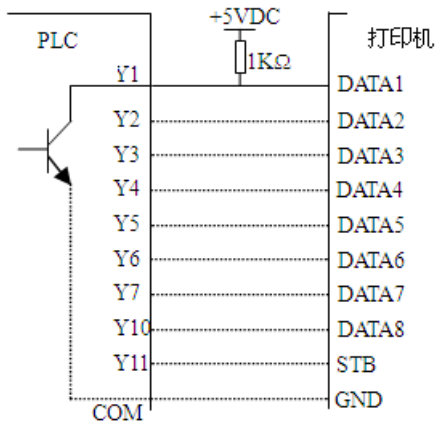 +5VDC
PLC 打印机
1KΩ
Y1 DATA1
Y2 DATA2
Y3 DATA3
Y4 DATA4
Y5 DATA5
Y6 DATA6
Y7 DATA7
Y10 DATA8
Y11 STB
COM GND